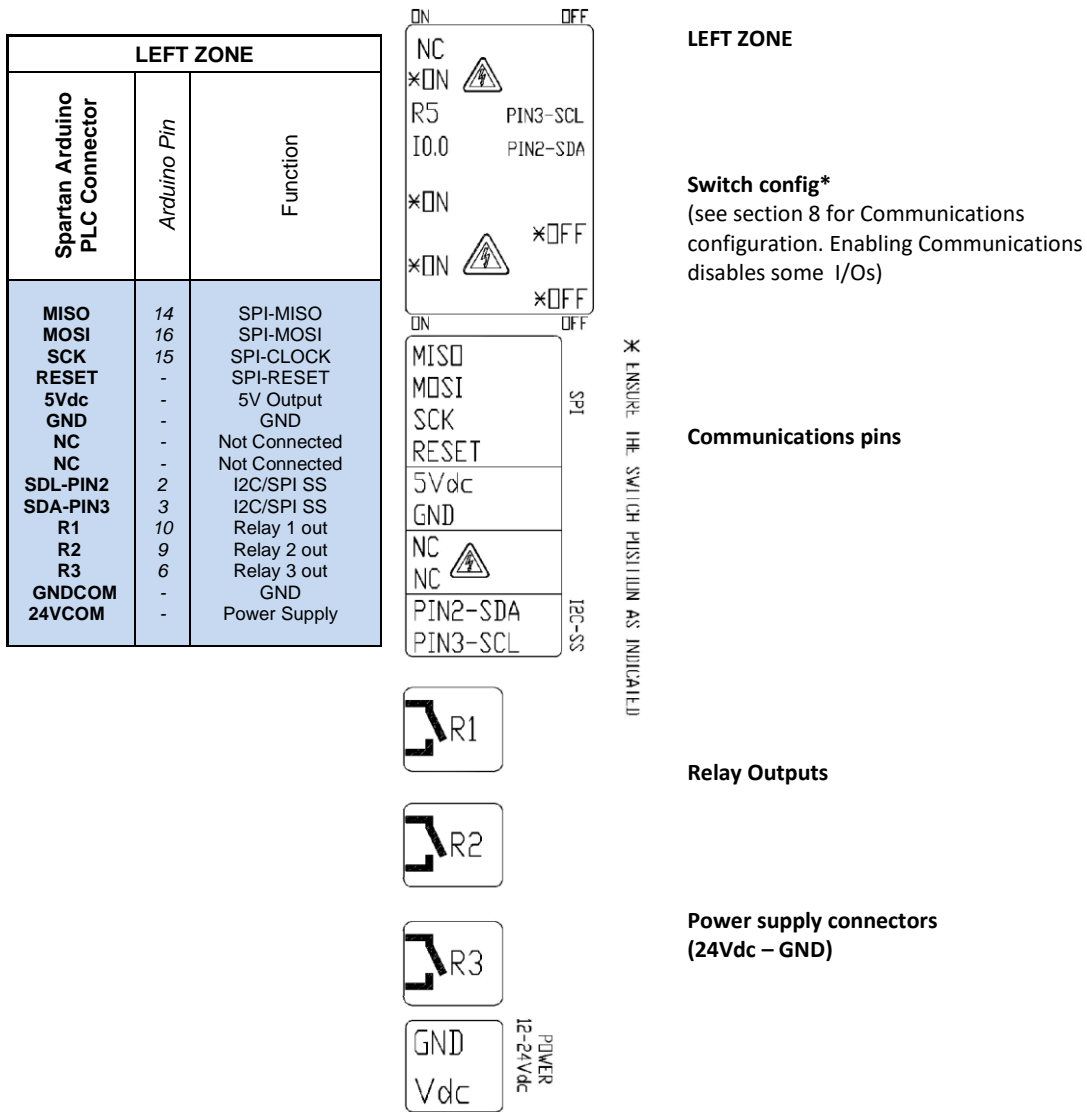 LEFT ZONE
Spartan Arduino
PLC Connector
Arduino Pin
Function
MISO 14 SPI-MISO
MOSI 16 SPI-MOSI
SCK 15 SPI-CLOCK
RESET - SPI-RESET
5Vdc - 5V Output
GND - GND
NC - Not Connected
NC - Not Connected
SDL-PIN2 2 I2C/SPI SS
SDA-PIN3 3 I2C/SPI SS
R1 10 Relay 1 out
R2 9 Relay 2 out
R3 6 Relay 3 out
GNDCOM - GND
24VCOM - Power Supply
ON OFF
NC
*ON
R5 PIN3-SCL
I0.0 PIN2-SDA
*ON
*OFF
*ON
*OFF
ON OFF
MISO
MOSI
SCK
RESET
SPI
5Vdc
GND
NC
NC
PIN2-SDA
PIN3-SCL
I2C-SS
* ENSURE THE SWITCH POSITION AS INDICATED
R1
R2
R3
GND
Vdc
POWER
12-24Vdc
LEFT ZONE
Switch config*
(see section 8 for Communications
configuration. Enabling Communications
disables some I/Os)
Communications pins
Relay Outputs
Power supply connectors
(24Vdc – GND)